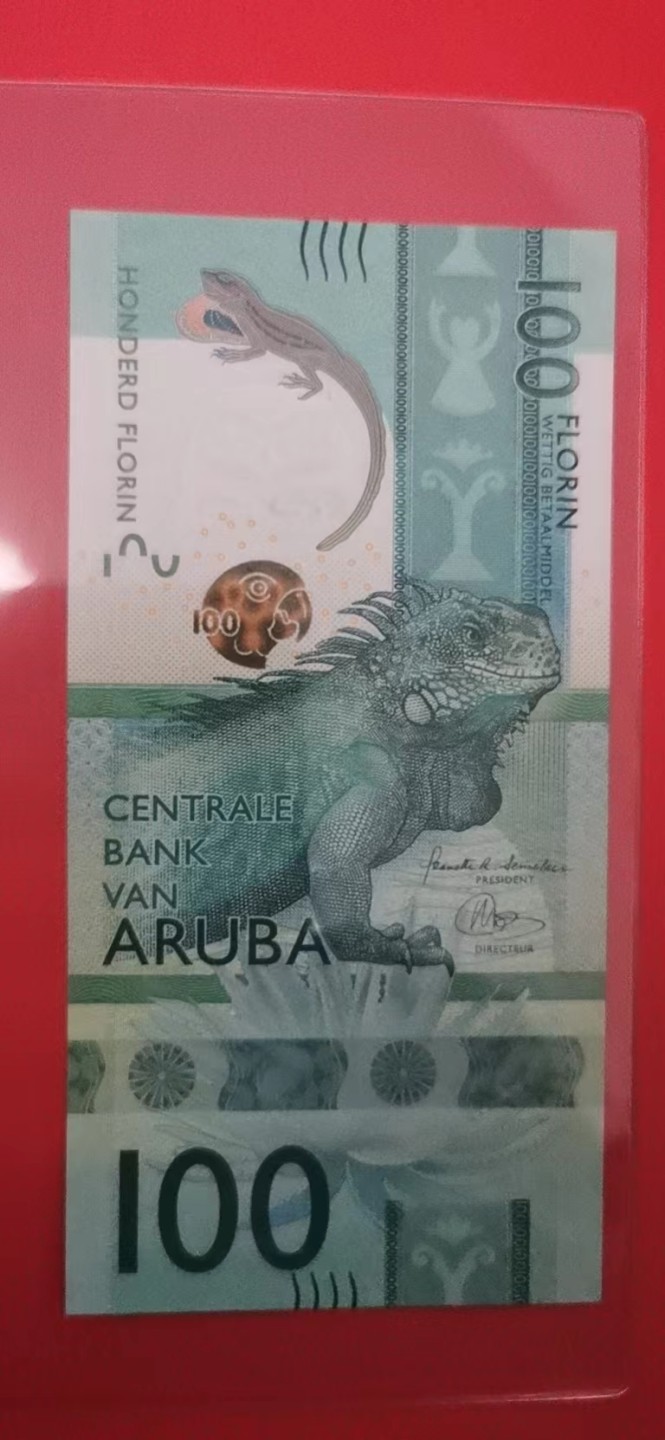 100 FLORIN
WETTIG BETAALMIDDEL
HONDERD FLORIN
100
CENTRALE
BANK
VAN
ARUBA
PRESIDENT
DIRECTEUR
100